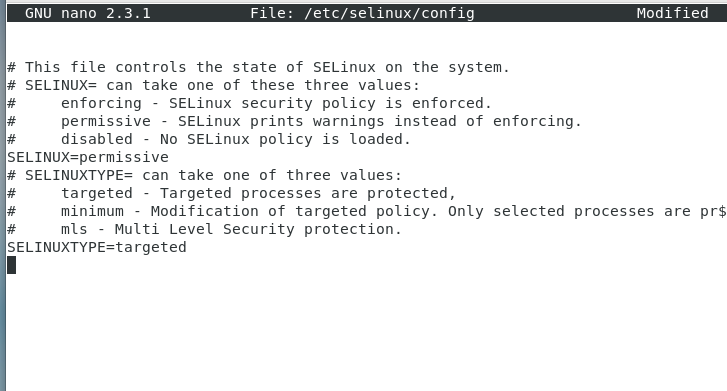 GNU nano 2.3.1 File: /etc/selinux/config Modified
# This file controls the state of SELinux on the system.
# SELINUX= can take one of these three values:
#     enforcing - SELinux security policy is enforced.
#     permissive - SELinux prints warnings instead of enforcing.
#     disabled - No SELinux policy is loaded.
SELINUX=permissive
# SELINUXTYPE= can take one of three values:
#     targeted - Targeted processes are protected,
#     minimum - Modification of targeted policy. Only selected processes are pr$
#     mls - Multi Level Security protection.
SELINUXTYPE=targeted